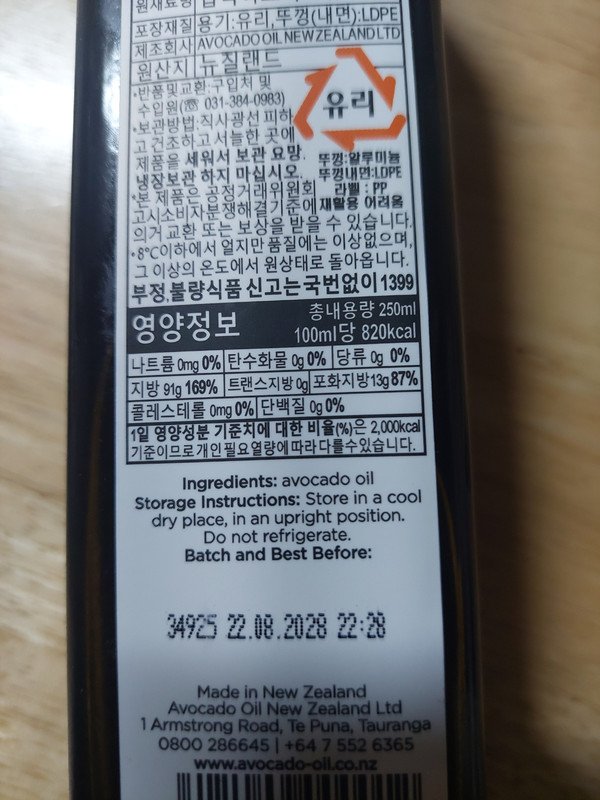 원재료명
포장재질 용기:유리,뚜껑(내면):LDPE
제조회사 AVOCADO OIL NEW ZEALAND LTD
원산지 뉴질랜드
•반품및교환:구입처 및
수입원(☎ 031-384-0983)
•보관방법:직사광선 피하
고 건조하고 서늘한 곳에
제품을 세워서 보관 요망.
냉장보관 하지 마십시오.
유리
뚜껑:알루미늄
뚜껑내면:LDPE
라벨 : PP
재활용 어려움
•본 제품은 공정거래위원회
고시소비자분쟁해결기준에
의거 교환 또는 보상을 받을 수 있습니다.
•8℃이하에서 얼지만 품질에는 이상없으며,
그 이상의 온도에서 원상태로 돌아옵니다.
부정,불량식품 신고는 국번없이 1399
영양정보 총내용량 250ml
100ml당 820kcal
나트륨 0mg 0% 탄수화물 0g 0% 당류 0g 0%
지방 91g 169% 트랜스지방 0g 포화지방 13g 87%
콜레스테롤 0mg 0% 단백질 0g 0%
1일 영양성분 기준치에 대한 비율(%)은 2,000kcal
기준이므로 개인 필요열량에 따라 다를 수 있습니다.
Ingredients: avocado oil
Storage Instructions: Store in a cool
dry place, in an upright position.
Do not refrigerate.
Batch and Best Before:
34925 22.08.2028 22:28
Made in New Zealand
Avocado Oil New Zealand Ltd
1 Armstrong Road, Te Puna, Tauranga
0800 286645 | +64 7 552 6365
www.avocado-oil.co.nz